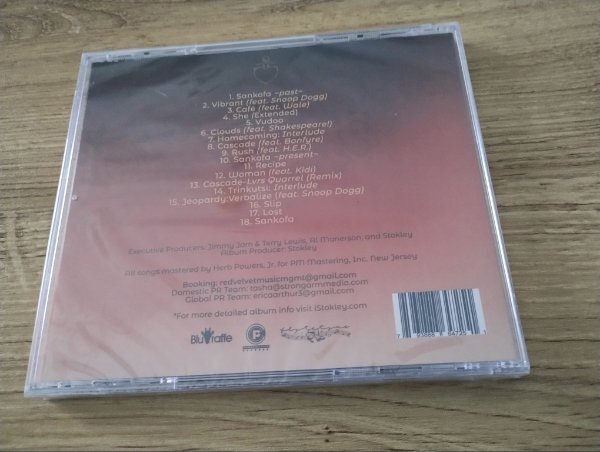 1. Sankofa ~past~
2. Vibrant (feat. Snoop Dogg)
3. Café (feat. Wale)
4. She (Extended)
5. Vudoo
6. Clouds (feat. Shakespeare!)
7. Homecoming: Interlude
8. Cascade (feat. Bonfyre)
9. Rush (feat. H.E.R.)
10. Sankofa ~present~
11. Recipe
12. Woman (feat. Kidi)
13. Cascade-Lvrs Quarrel (Remix)
14. Trinkutsi: Interlude
15. Jeopardy:Verbalize (feat. Snoop Dogg)
16. Slip
17. Lost
18. Sankofa
Executive Producers: Jimmy Jam & Terry Lewis, Al Manerson, and Stokley
Album Producer: Stokley
All songs mastered by Herb Powers, Jr. for PM Mastering, Inc. New Jersey
Booking: redvelvetmusicmgmt@gmail.com
Domestic PR Team: tasha@strongarmmedia.com
Global PR Team: ericaarthur3@gmail.com
*For more detailed album info visit iStokley.com
BluRaffe